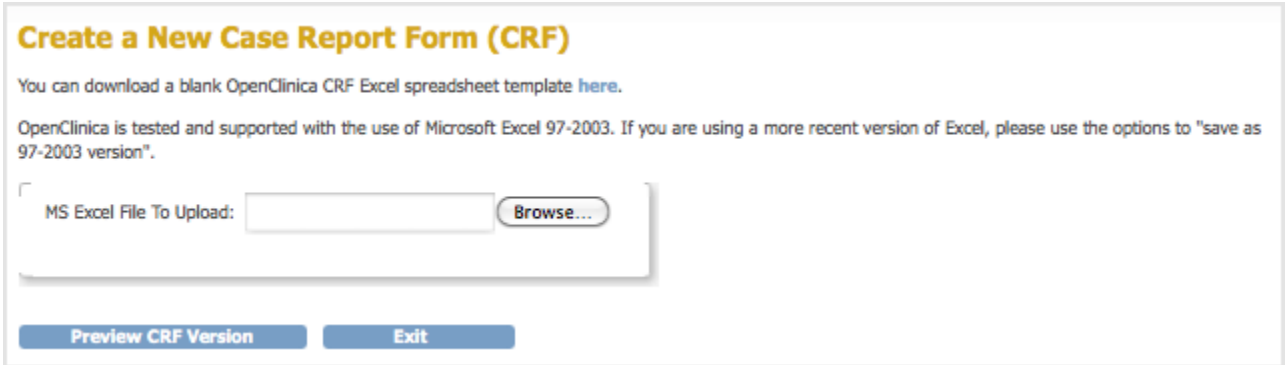 Create a New Case Report Form (CRF)
You can download a blank OpenClinica CRF Excel spreadsheet template here.
OpenClinica is tested and supported with the use of Microsoft Excel 97-2003. If you are using a more recent version of Excel, please use the options to "save as
97-2003 version".
MS Excel File To Upload: Browse...
Preview CRF Version Exit